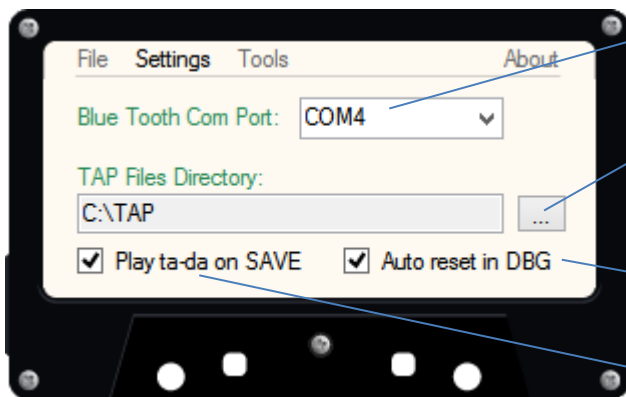 File Settings Tools About
Blue Tooth Com Port: COM4
TAP Files Directory:
C:\TAP ...
Play ta-da on SAVE Auto reset in DBG